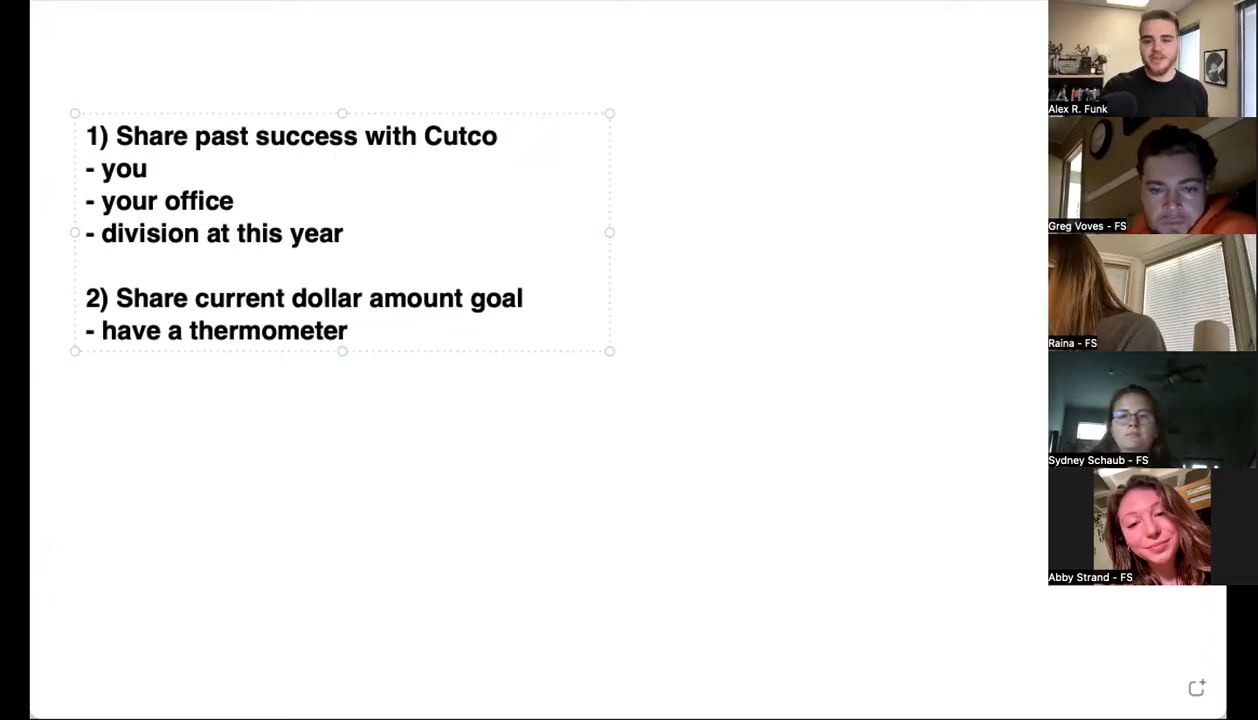 1) Share past success with Cutco
- you
- your office
- division at this year
2) Share current dollar amount goal
- have a thermometer
Alex R. Funk
Greg Voves - FS
Raina - FS
Sydney Schaub - FS
Abby Strand - FS